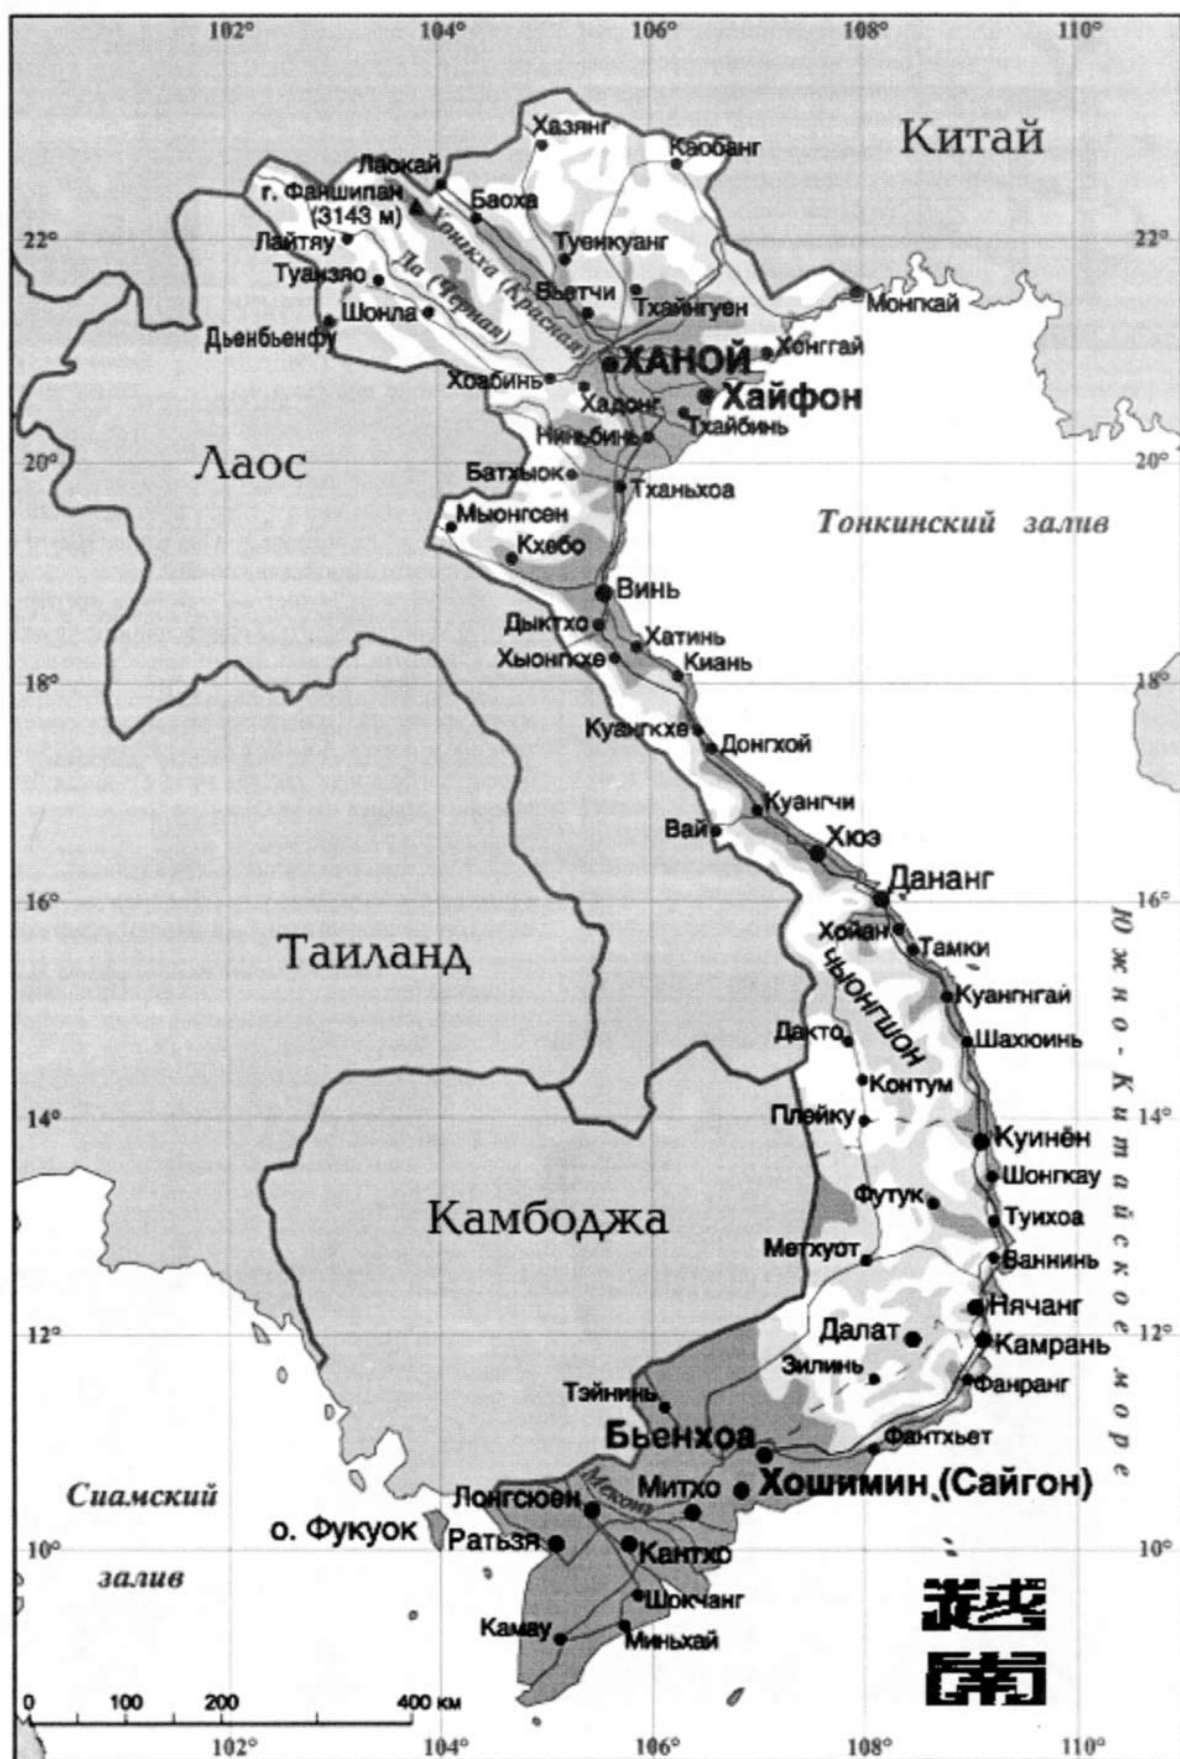 102° 104° 106° 108° 110°
Китай
Хазянг
Каобанг
Лаокай
г. Фаншипан
(3143 м)
Баоха
22° 22°
Лайтяу
Туенкуанг
Хонгкха (Красная)
Да (Черная)
Туанзяо
Вьетчи
Тхайнгуен
Монгкай
Шонла
Дьенбьенфу
ХАНОЙ
Хонггай
Хоабинь
Хадонг
Хайфон
Тхайбинь
Ниньбинь
Лаос
20° 20°
Батхыок
Тханьхоа
Мыонгсен
Тонкинский залив
Кхебо
Винь
Дыктхо
Хатинь
Хыонгкхе
Киань
18° 18°
Куангкхе
Донгхой
Куангчи
Вай
Хюэ
Дананг
16° 16°
Хойан
Тамки
Таиланд
ЧЫОНГШОН
Куангнгай
Южно-Китайское море
Дакто
Шахюинь
Контум
14° 14°
Плейку
Куинён
Шонгкау
Камбоджа
Футук
Туихоа
Метхуот
Ваннинь
Нячанг
12° 12°
Далат
Камрань
Зилинь
Фанранг
Тэйнинь
Бьенхоа
Фантхьет
Меконг
Митхо
Хошимин (Сайгон)
Сиамский
залив
Лонгсюен
о. Фукуок
Ратьзя
Кантхо
10° 10°
Шокчанг
Камау
Миньхай
越
南
0 100 200 400 км
102° 104° 106° 108° 110°